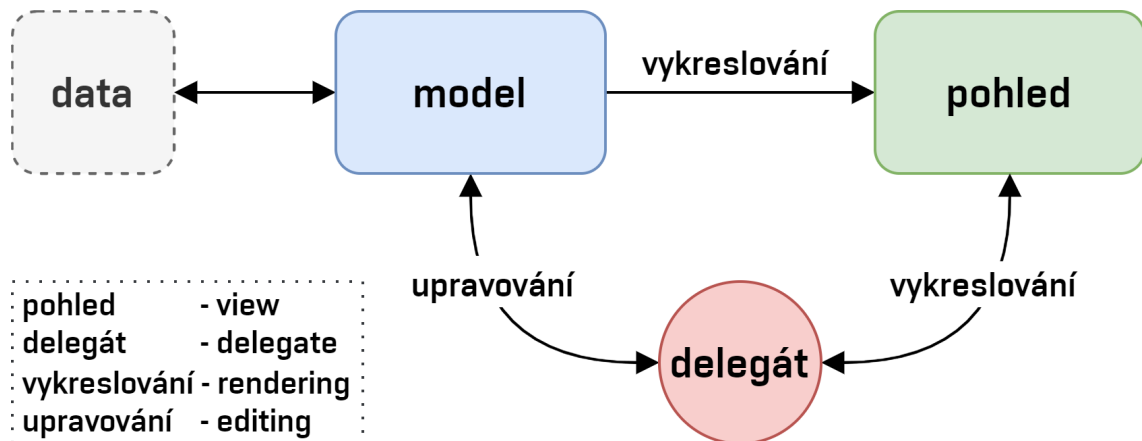 data
model
vykreslování
pohled
upravování
vykreslování
delegát
pohled - view
delegát - delegate
vykreslování - rendering
upravování - editing